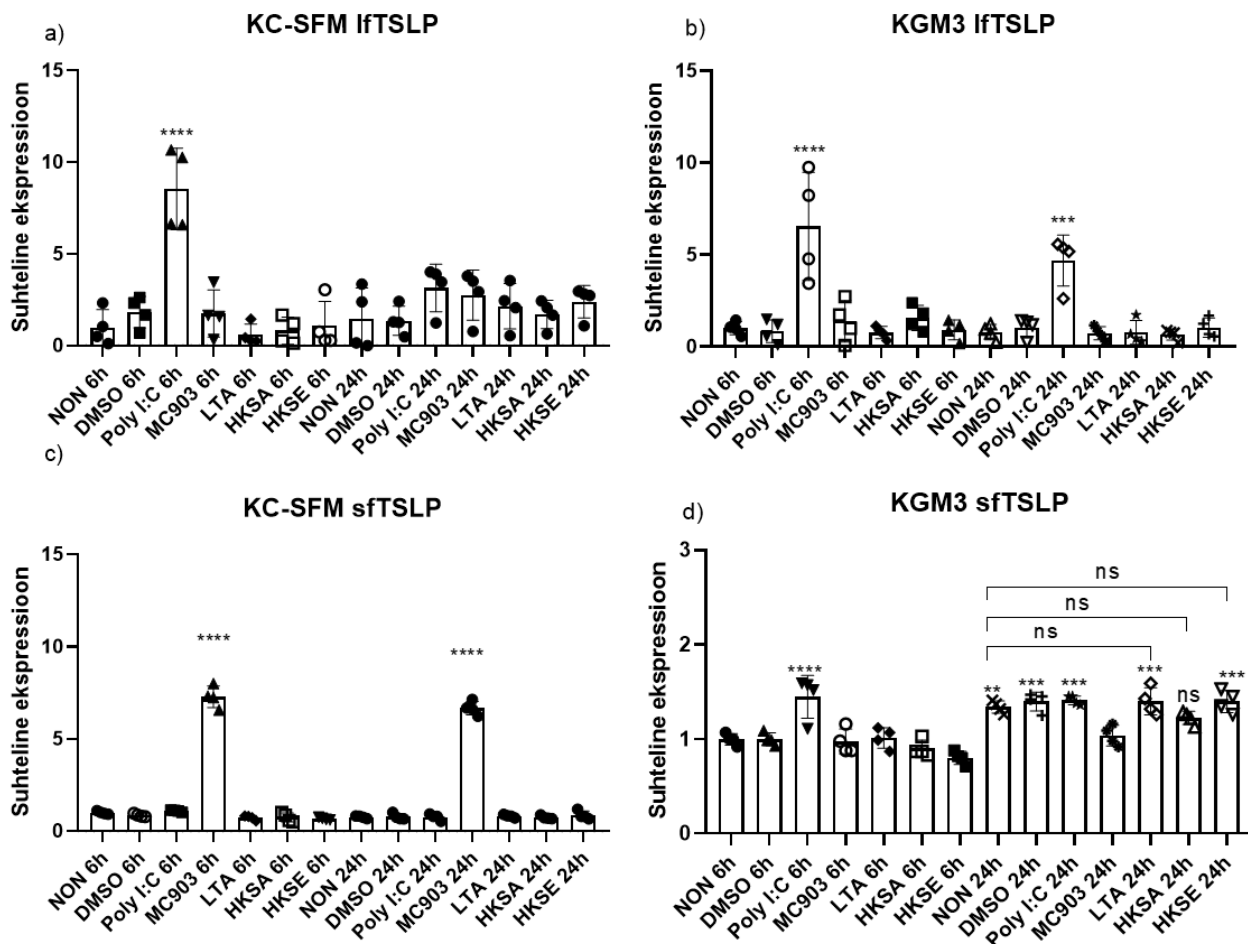 a)
KC-SFM lfTSLP
Suhteline ekspressioon
15
10
5
0
****
NON 6h
DMSO 6h
Poly I:C 6h
MC903 6h
LTA 6h
HKSA 6h
HKSE 6h
NON 24h
DMSO 24h
Poly I:C 24h
MC903 24h
LTA 24h
HKSA 24h
HKSE 24h
b)
KGM3 lfTSLP
Suhteline ekspressioon
15
10
5
0
****
***
NON 6h
DMSO 6h
Poly I:C 6h
MC903 6h
LTA 6h
HKSA 6h
HKSE 6h
NON 24h
DMSO 24h
Poly I:C 24h
MC903 24h
LTA 24h
HKSA 24h
HKSE 24h
c)
KC-SFM sfTSLP
Suhteline ekspressioon
15
10
5
0
****
****
NON 6h
DMSO 6h
Poly I:C 6h
MC903 6h
LTA 6h
HKSA 6h
HKSE 6h
NON 24h
DMSO 24h
Poly I:C 24h
MC903 24h
LTA 24h
HKSA 24h
HKSE 24h
d)
KGM3 sfTSLP
Suhteline ekspressioon
3
2
1
0
ns
ns
ns
****
**
***
***
***
ns
***
NON 6h
DMSO 6h
Poly I:C 6h
MC903 6h
LTA 6h
HKSA 6h
HKSE 6h
NON 24h
DMSO 24h
Poly I:C 24h
MC903 24h
LTA 24h
HKSA 24h
HKSE 24h